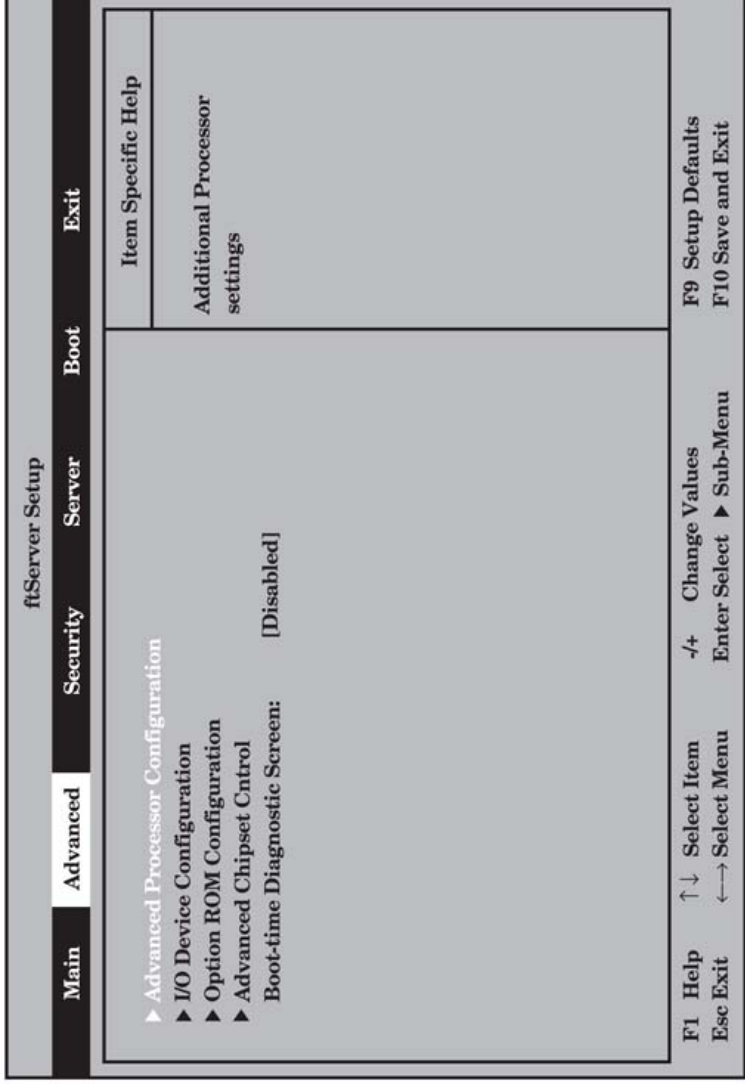 ftServer Setup
Main Advanced Security Server Boot Exit
▶ Advanced Processor Configuration
▶ I/O Device Configuration
▶ Option ROM Configuration
▶ Advanced Chipset Cntrol
Boot-time Diagnostic Screen: [Disabled]
Item Specific Help
Additional Processor
settings
F1 Help ↑↓ Select Item -/+ Change Values F9 Setup Defaults
Esc Exit ←→ Select Menu Enter Select ▶ Sub-Menu F10 Save and Exit